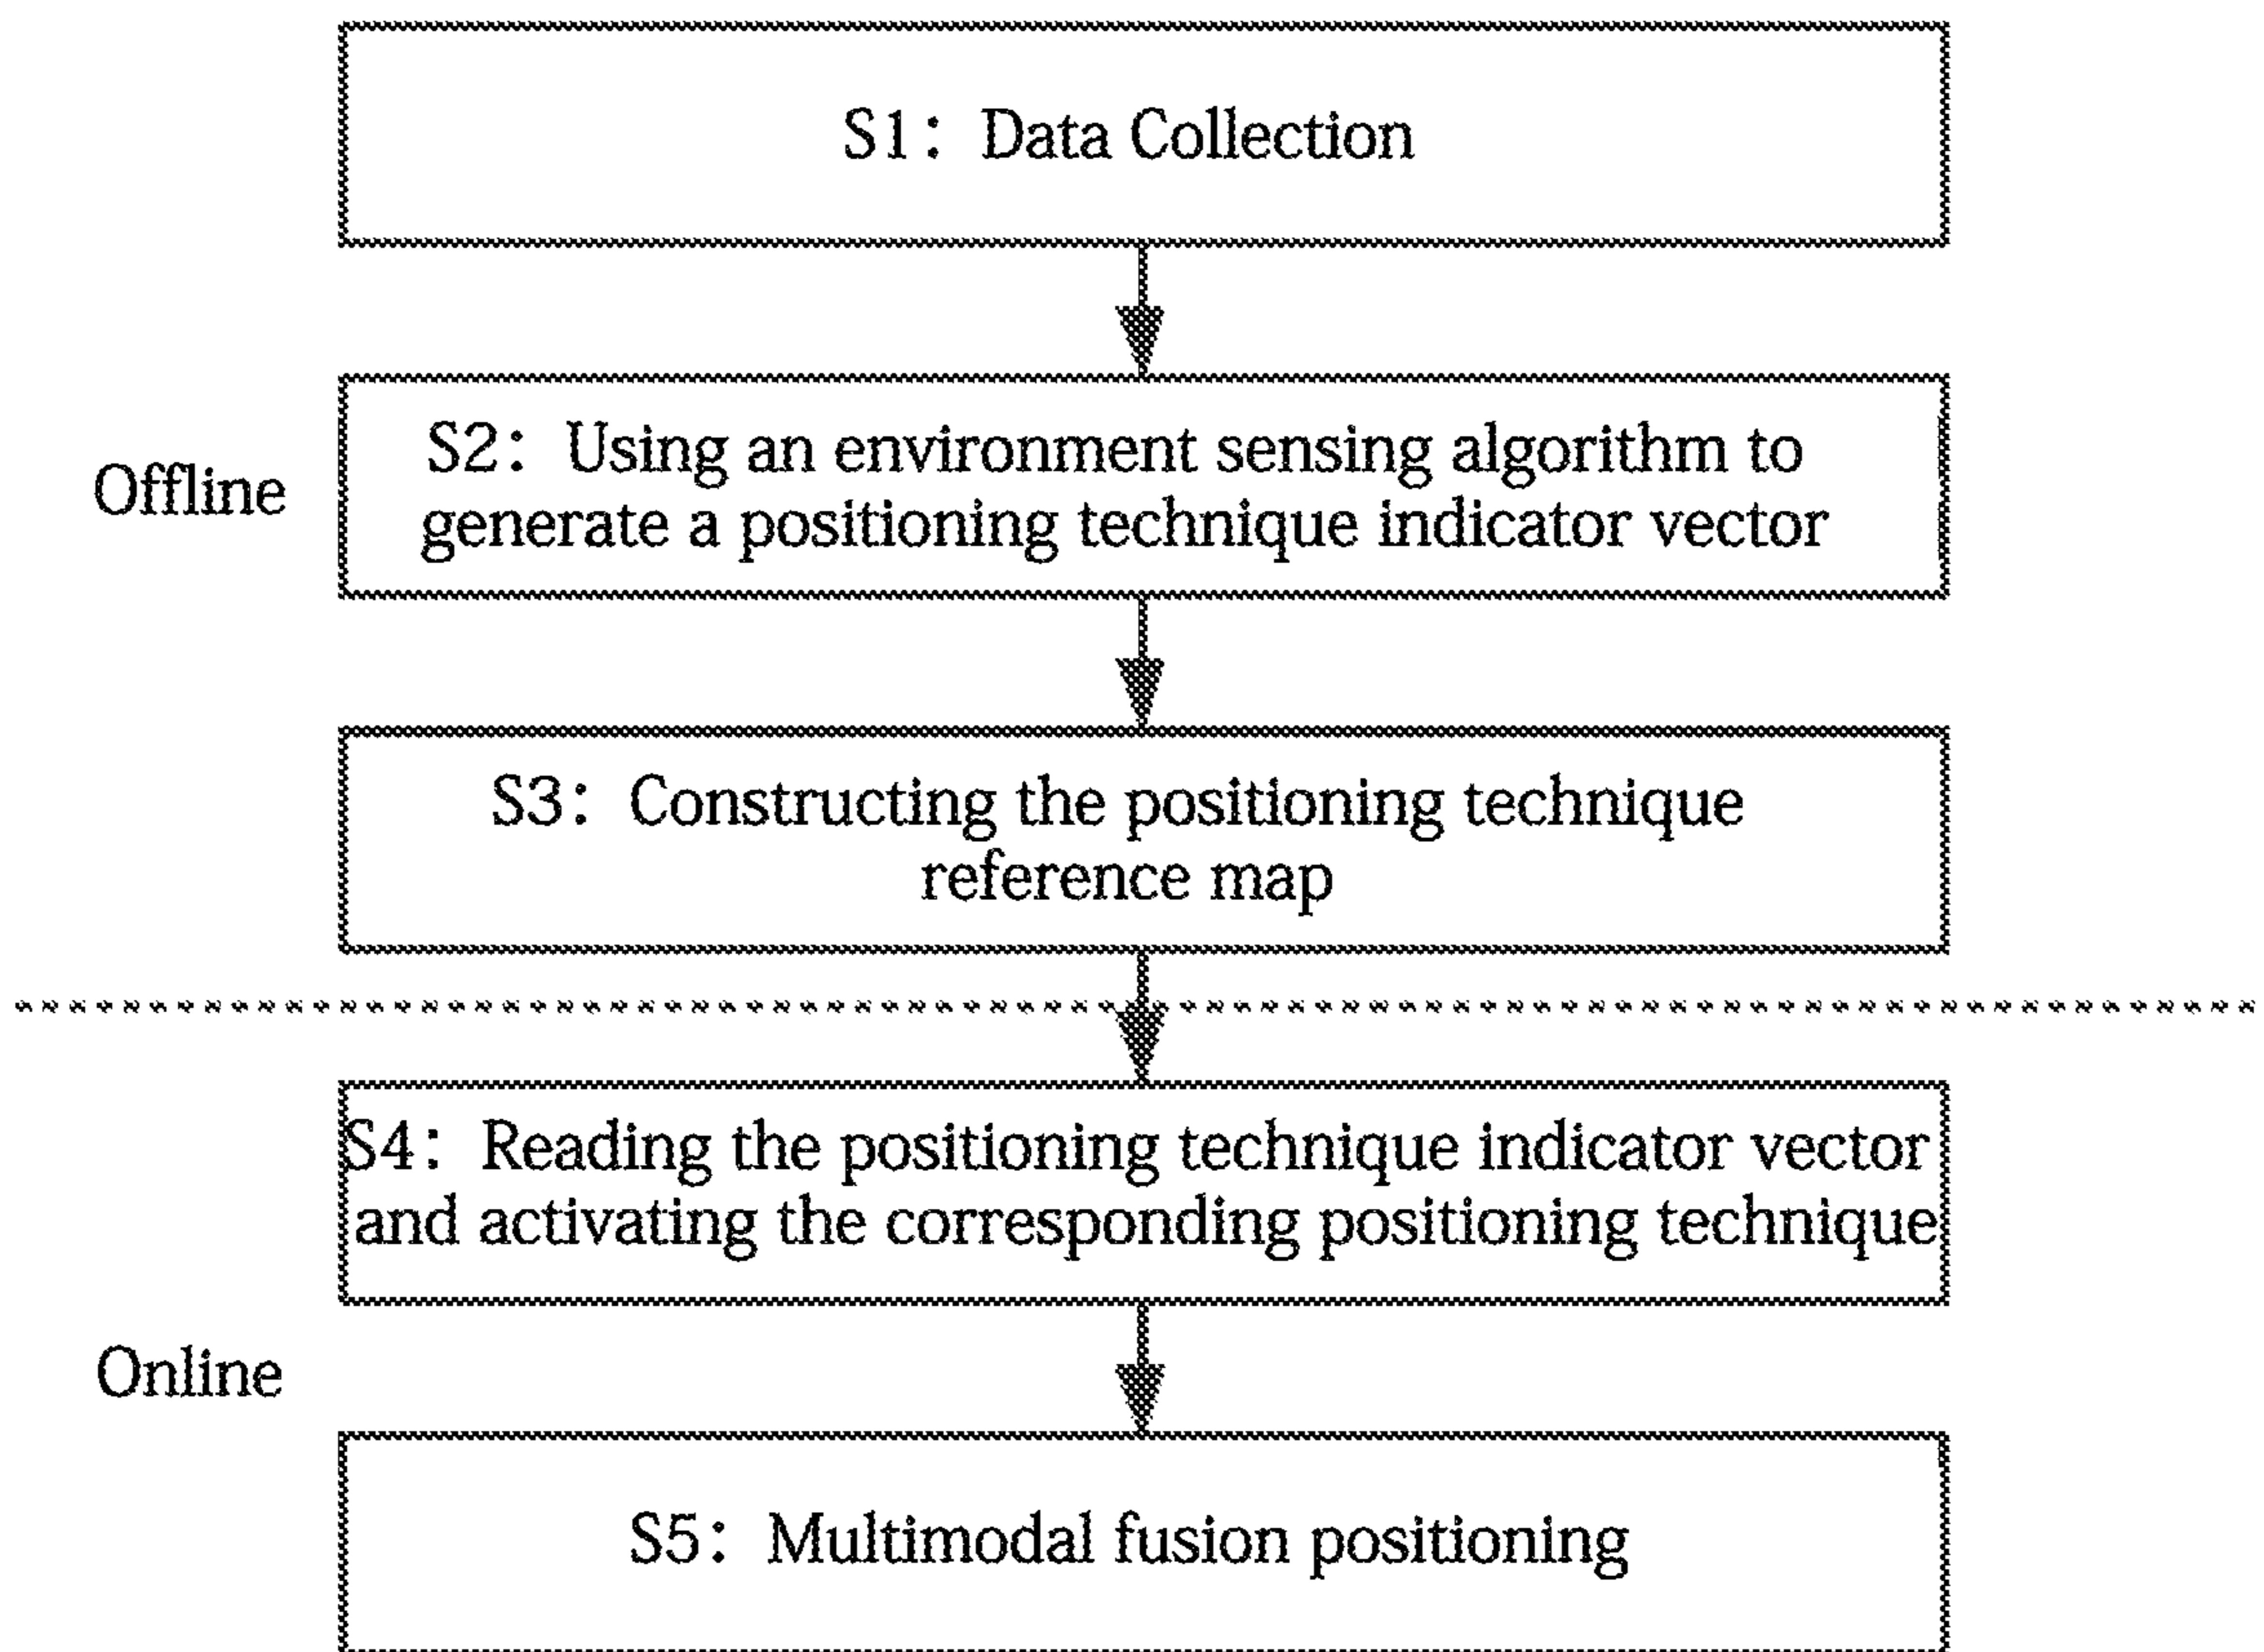 S1: Data Collection
Offline
S2: Using an environment sensing algorithm to
generate a positioning technique indicator vector
S3: Constructing the positioning technique
reference map
S4: Reading the positioning technique indicator vector
and activating the corresponding positioning technique
Online
S5: Multimodal fusion positioning